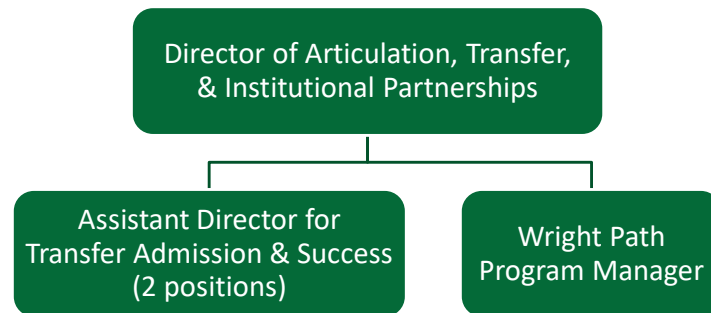 Director of Articulation, Transfer,
& Institutional Partnerships
Assistant Director for
Transfer Admission & Success
(2 positions)
Wright Path
Program Manager